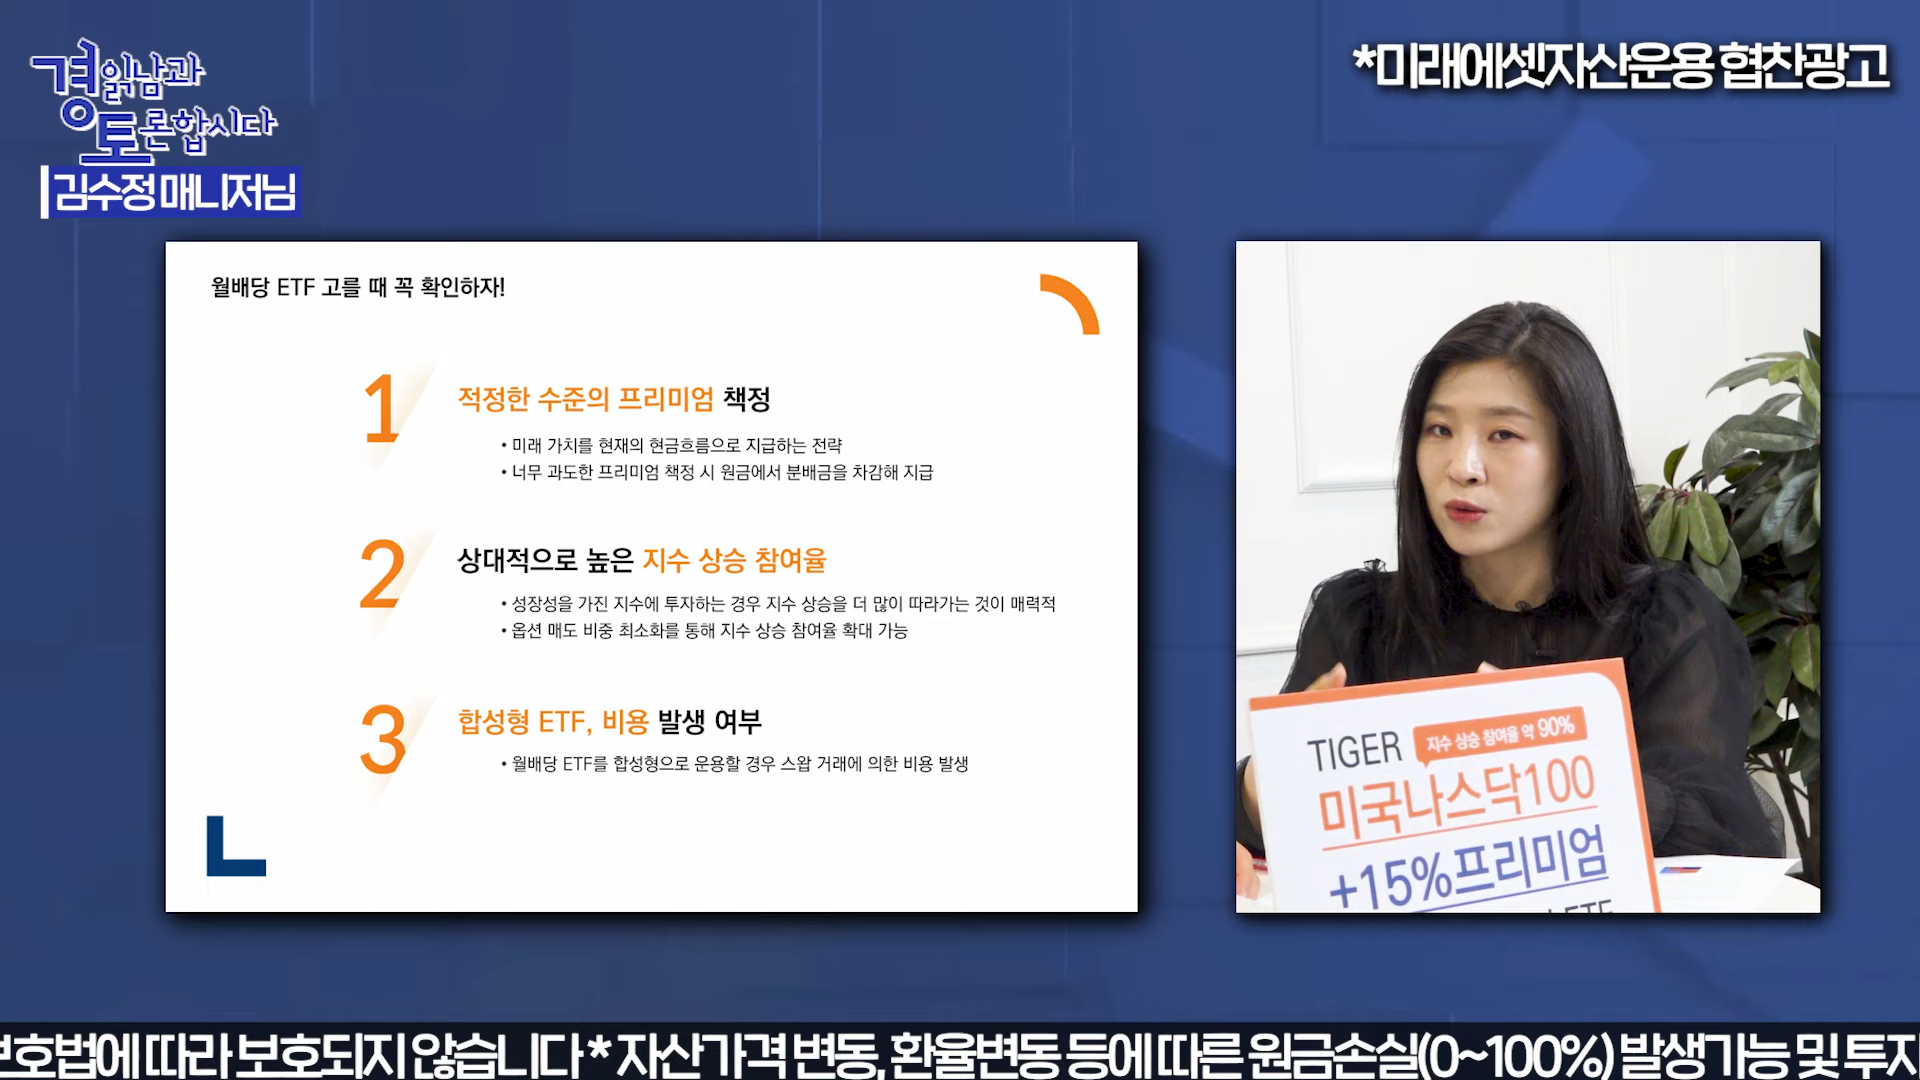 경읽남과
토론합시다
김수정 매니저님
*미래에셋자산운용 협찬광고
월배당 ETF 고를 때 꼭 확인하자!
1
적정한 수준의 프리미엄 책정
• 미래 가치를 현재의 현금흐름으로 지급하는 전략
• 너무 과도한 프리미엄 책정 시 원금에서 분배금을 차감해 지급
2
상대적으로 높은 지수 상승 참여율
• 성장성을 가진 지수에 투자하는 경우 지수 상승을 더 많이 따라가는 것이 매력적
• 옵션 매도 비중 최소화를 통해 지수 상승 참여율 확대 가능
3
합성형 ETF, 비용 발생 여부
• 월배당 ETF를 합성형으로 운용할 경우 스왑 거래에 의한 비용 발생
TIGER 지수 상승 참여율 약 90%
미국나스닥100
+15%프리미엄
ETF
보호법에 따라 보호되지 않습니다 * 자산가격 변동, 환율변동 등에 따른 원금손실(0~100%) 발생가능 및 투자